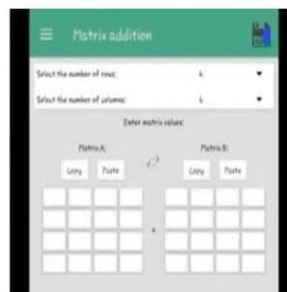 Matrix addition
Select the number of rows: 4
Select the number of columns: 4
Enter matrix values:
Matrix A: Matrix B:
Copy Paste Copy Paste
+